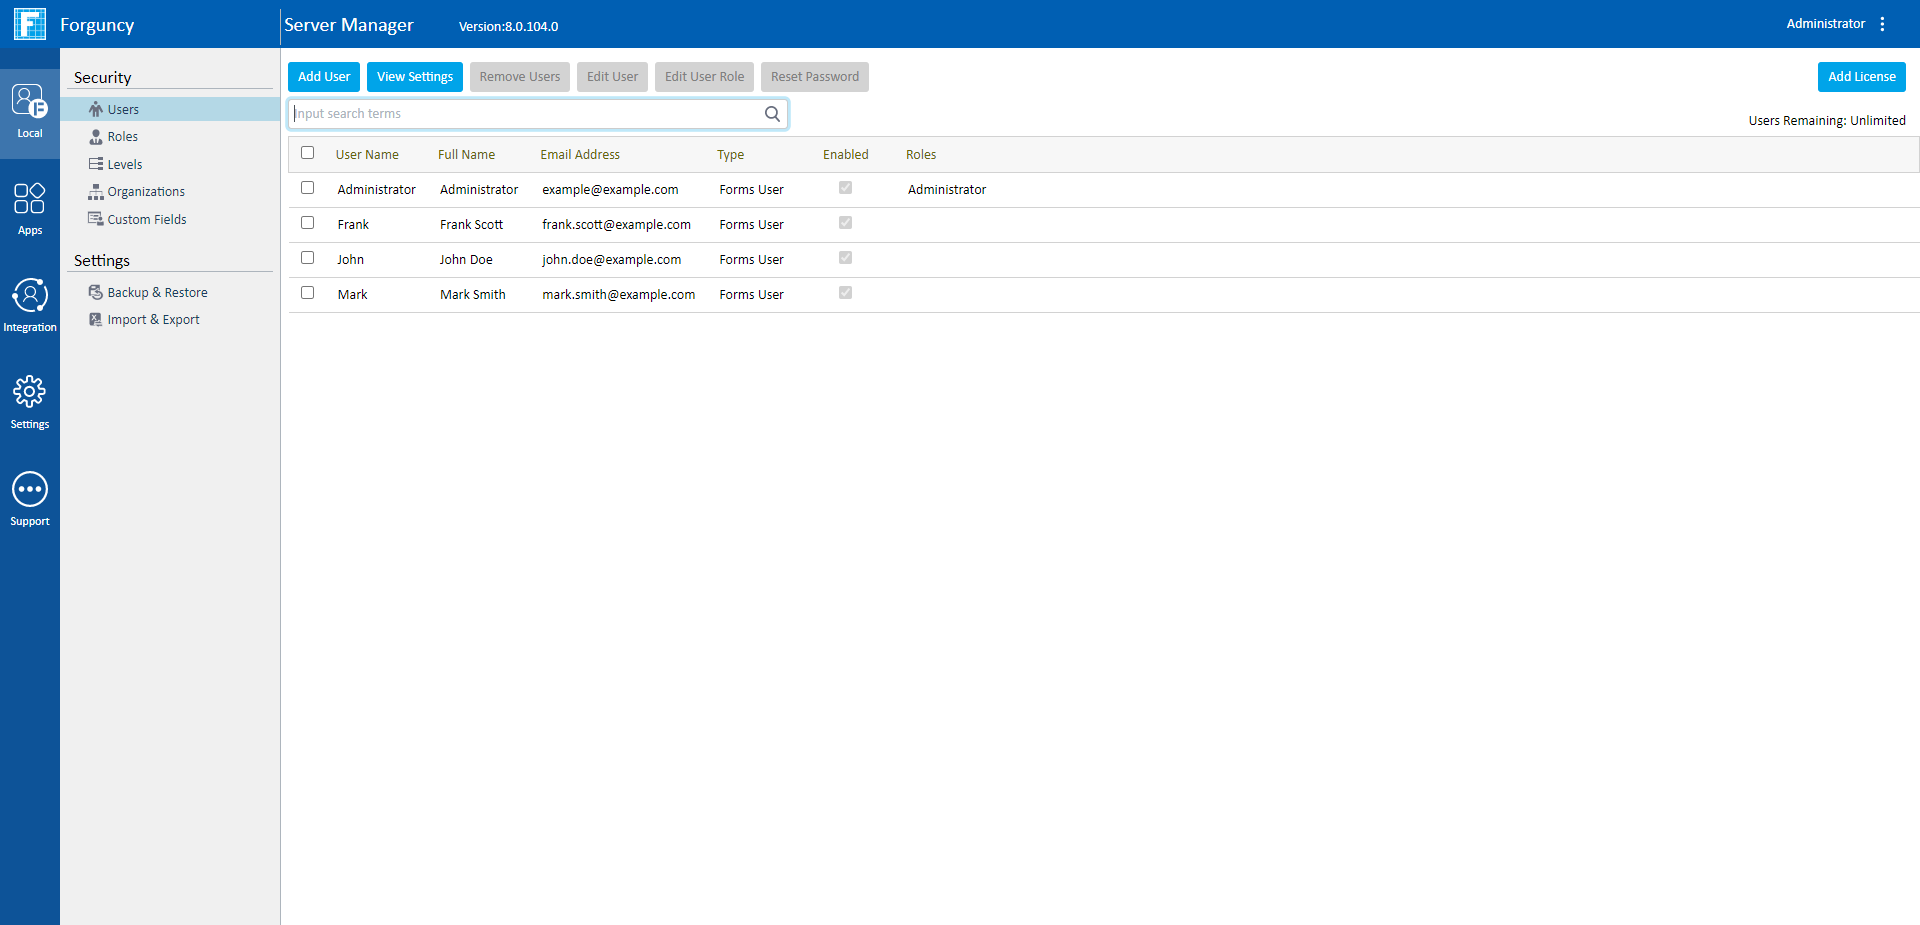 Forguncy
Server Manager
Version:8.0.104.0
Administrator
Local
Apps
Integration
Settings
Support
Security
Users
Roles
Levels
Organizations
Custom Fields
Settings
Backup & Restore
Import & Export
Add User View Settings Remove Users Edit User Edit User Role Reset Password
Add License
Input search terms
Users Remaining: Unlimited
User Name Full Name Email Address Type Enabled Roles
Administrator Administrator example@example.com Forms User Administrator
Frank Frank Scott frank.scott@example.com Forms User
John John Doe john.doe@example.com Forms User
Mark Mark Smith mark.smith@example.com Forms User